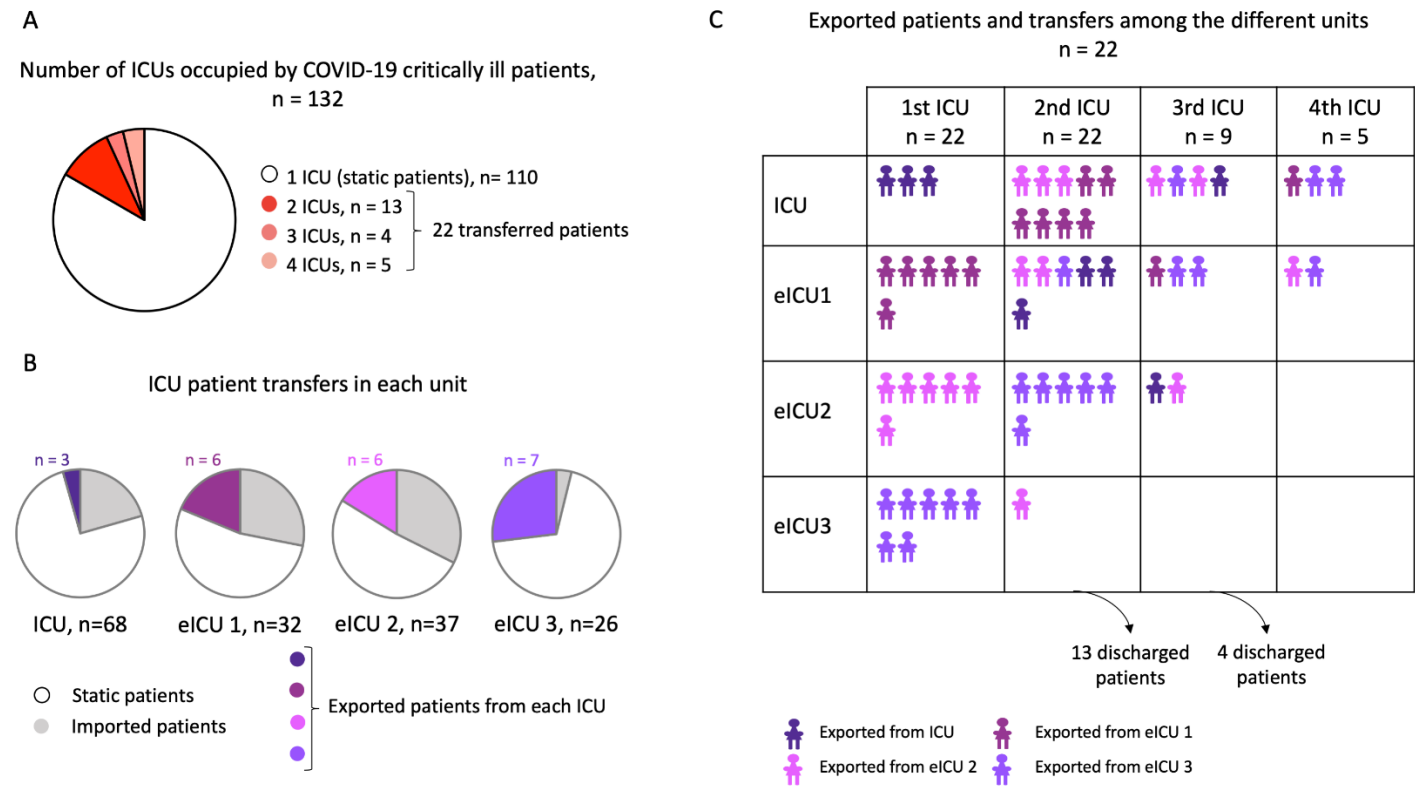 A
Number of ICUs occupied by COVID-19 critically ill patients,
n = 132
1 ICU (static patients), n= 110
2 ICUs, n = 13
3 ICUs, n = 4
4 ICUs, n = 5
22 transferred patients
B
ICU patient transfers in each unit
n = 3
n = 6
n = 6
n = 7
ICU, n=68
eICU 1, n=32
eICU 2, n=37
eICU 3, n=26
Static patients
Imported patients
Exported patients from each ICU
C
Exported patients and transfers among the different units
n = 22
1st ICU
n = 22
2nd ICU
n = 22
3rd ICU
n = 9
4th ICU
n = 5
ICU
eICU1
eICU2
eICU3
13 discharged
patients
4 discharged
patients
Exported from ICU
Exported from eICU 1
Exported from eICU 2
Exported from eICU 3